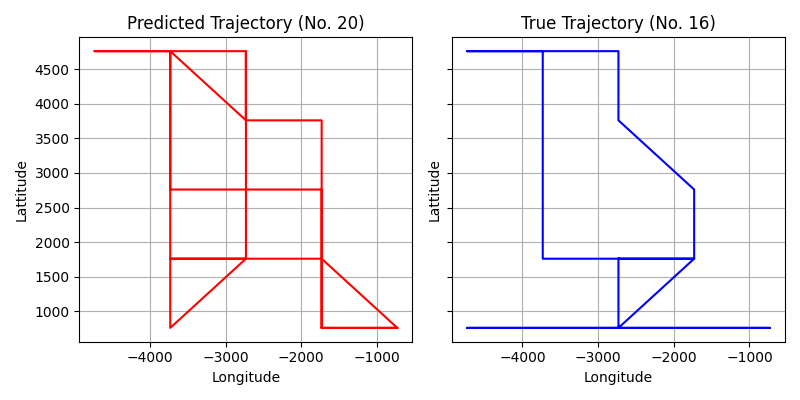 Predicted Trajectory (No. 20)
True Trajectory (No. 16)
4500
4000
3500
3000
2500
2000
1500
1000
Lattitude
Lattitude
−4000 −3000 −2000 −1000
−4000 −3000 −2000 −1000
Longitude
Longitude